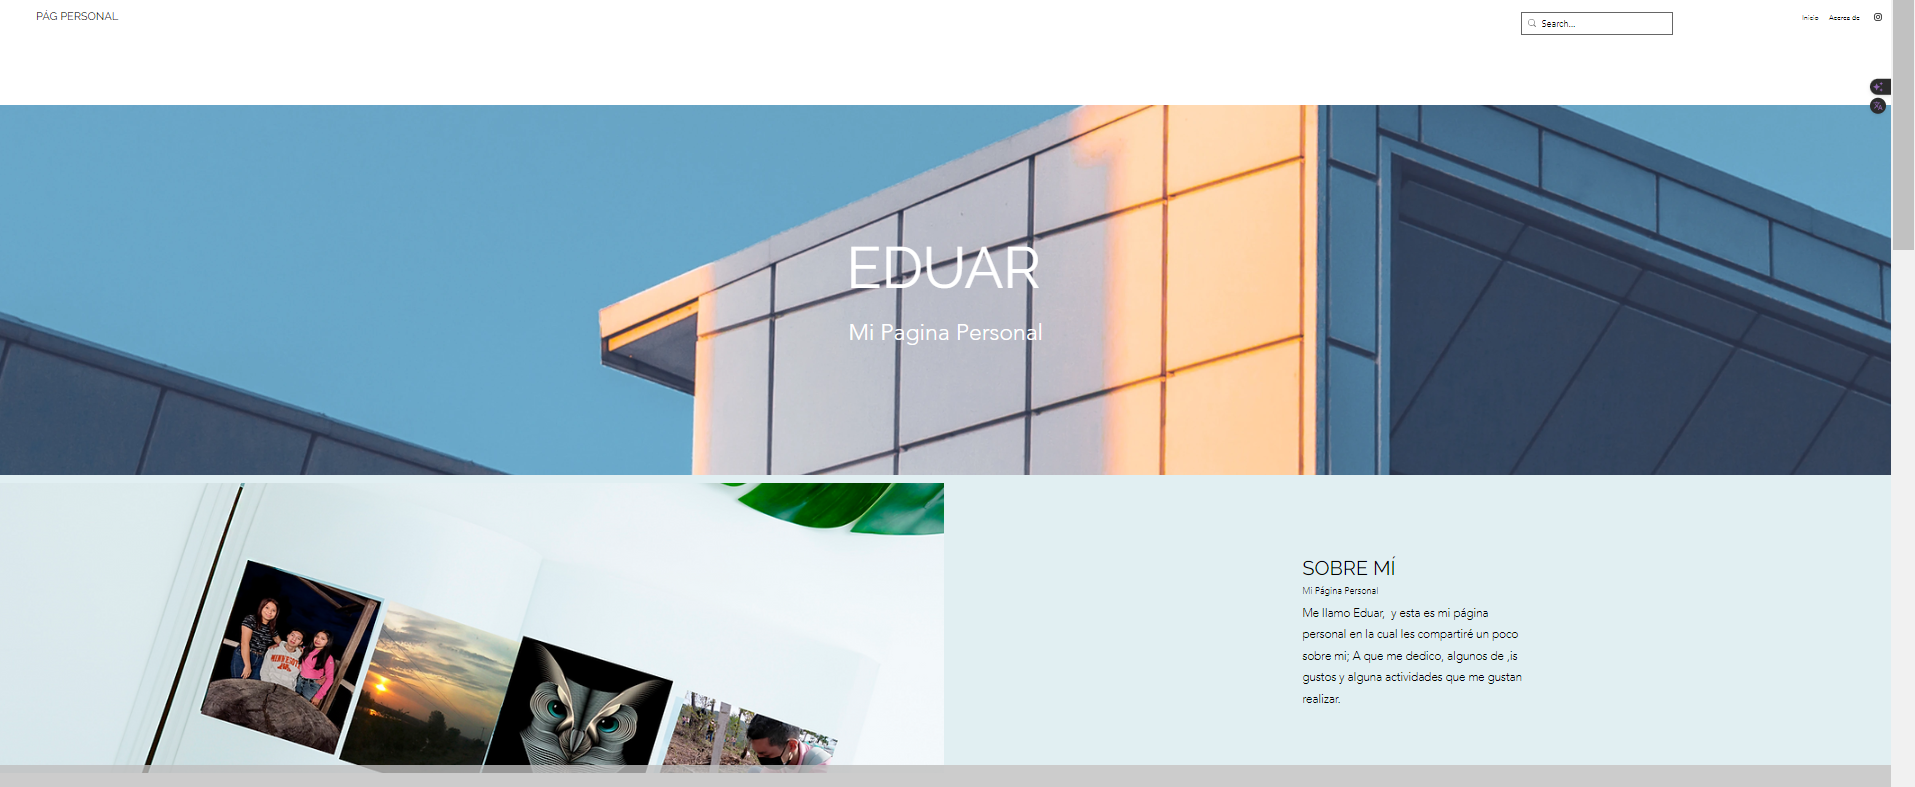 PÁG PERSONAL
Search...
Inicio Acerca de
EDUAR
Mi Pagina Personal
SOBRE MÍ
Mi Página Personal
Me llamo Eduar,  y esta es mi página
personal en la cual les compartiré un poco
sobre mi; A que me dedico, algunos de ,is
gustos y alguna actividades que me gustan
realizar.
MINNESOTA